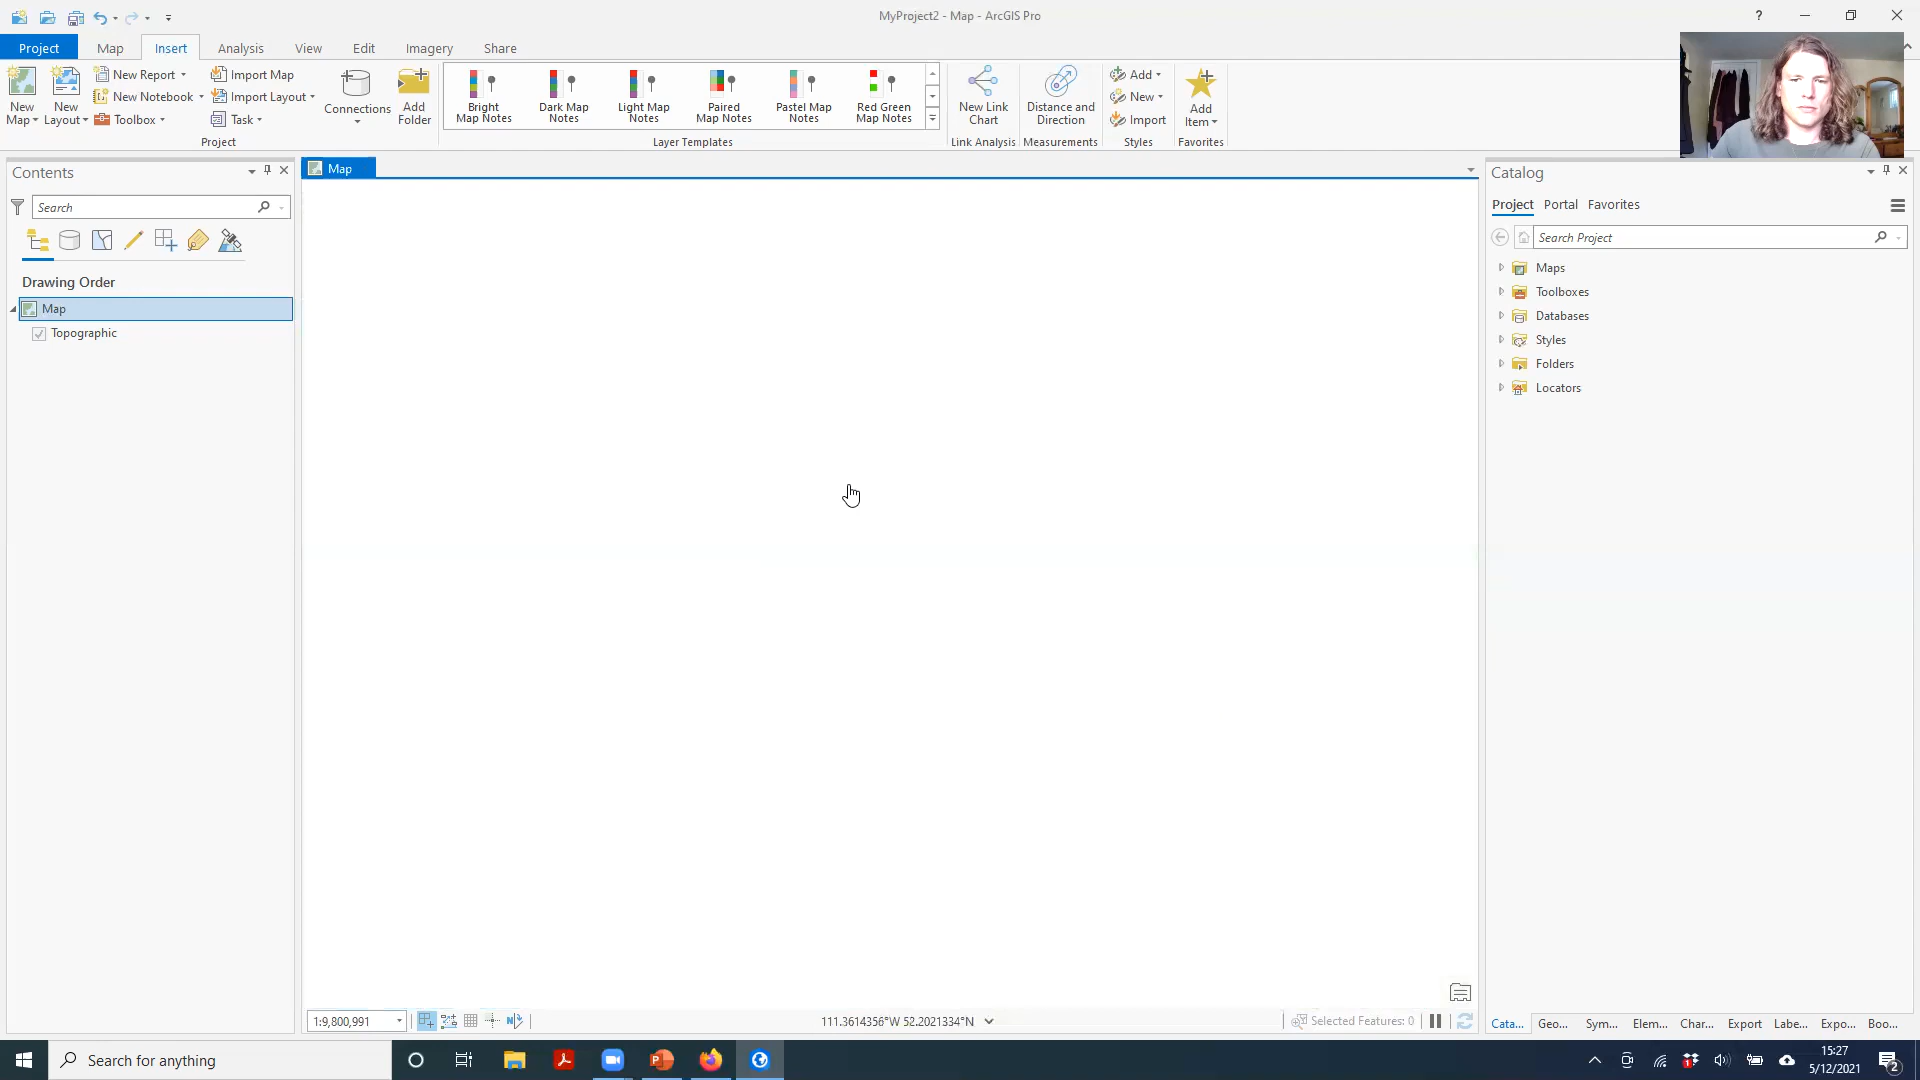 MyProject2 - Map - ArcGIS Pro
?
Project Map Insert Analysis View Edit Imagery Share
New Map
New Layout
New Report
New Notebook
Toolbox
Import Map
Import Layout
Task
Project
Connections
Add Folder
Bright Map Notes
Dark Map Notes
Light Map Notes
Paired Map Notes
Pastel Map Notes
Red Green Map Notes
Layer Templates
New Link Chart
Link Analysis
Distance and Direction
Measurements
Add
New
Import
Styles
Add Item
Favorites
Contents
Search
Drawing Order
Map
Topographic
Map
Catalog
Project Portal Favorites
Search Project
Maps
Toolboxes
Databases
Styles
Folders
Locators
1:9,800,991
111.3614356°W 52.2021334°N
Selected Features: 0
Cata... Geo... Sym... Elem... Char... Export Labe... Expo... Boo...
Search for anything
15:27
5/12/2021
2